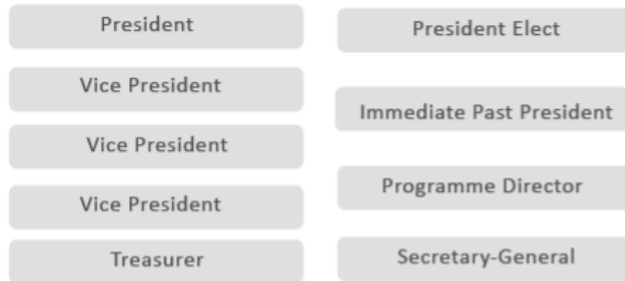 President
Vice President
Vice President
Vice President
Treasurer
President Elect
Immediate Past President
Programme Director
Secretary-General